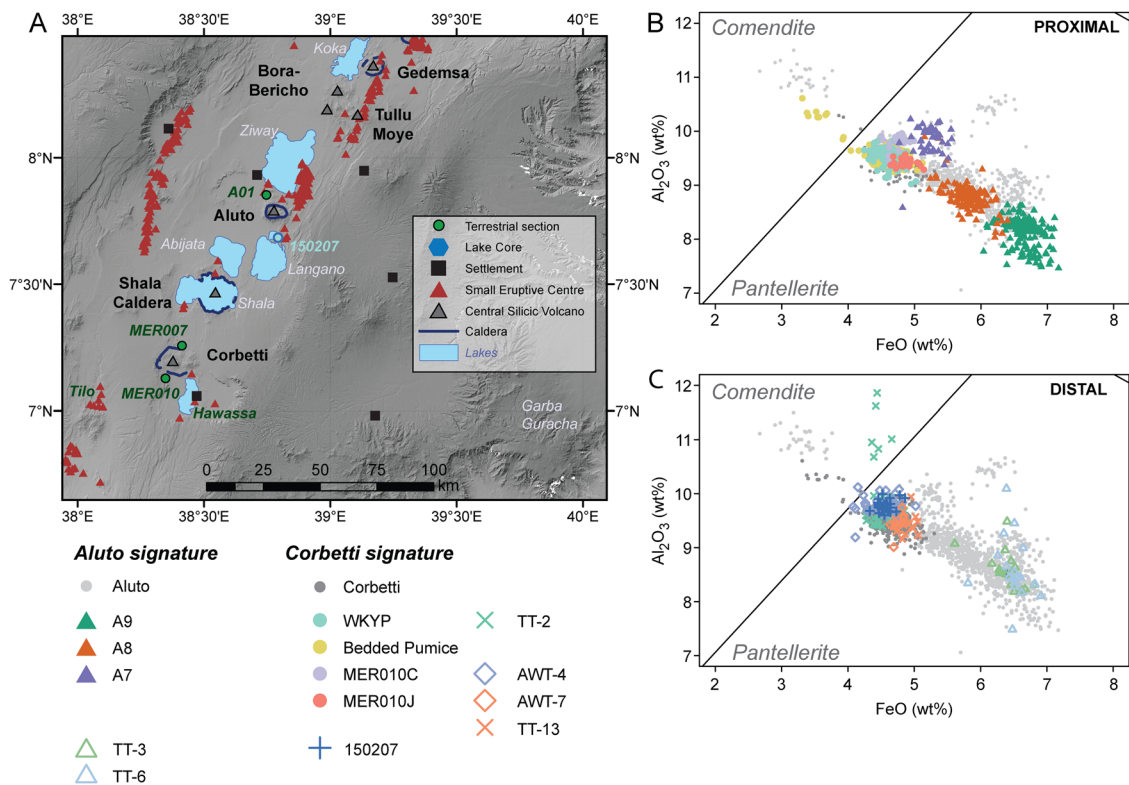 A
38°E
38°30'E
39°E
39°30'E
40°E
8°N
7°30'N
7°N
Koka
Bora-
Bericho
Gedemsa
Tullu
Moye
Ziway
A01
Aluto
150207
Abijata
Langano
Shala
Caldera
Shala
MER007
Corbetti
MER010
Tilo
Hawassa
Garba
Guracha
Terrestrial section
Lake Core
Settlement
Small Eruptive Centre
Central Silicic Volcano
Caldera
Lakes
0 25 50 75 100
km
38°E
38°30'E
39°E
39°30'E
40°E
Aluto signature
Aluto
A9
A8
A7
TT-3
TT-6
Corbetti signature
Corbetti
WKYP
Bedded Pumice
MER010C
MER010J
150207
TT-2
AWT-4
AWT-7
TT-13
B
Comendite
PROXIMAL
Pantellerite
Al2O3 (wt%)
12
11
10
9
8
7
2 3 4 5 6 7 8
FeO (wt%)
C
Comendite
DISTAL
Pantellerite
Al2O3 (wt%)
12
11
10
9
8
7
2 3 4 5 6 7 8
FeO (wt%)